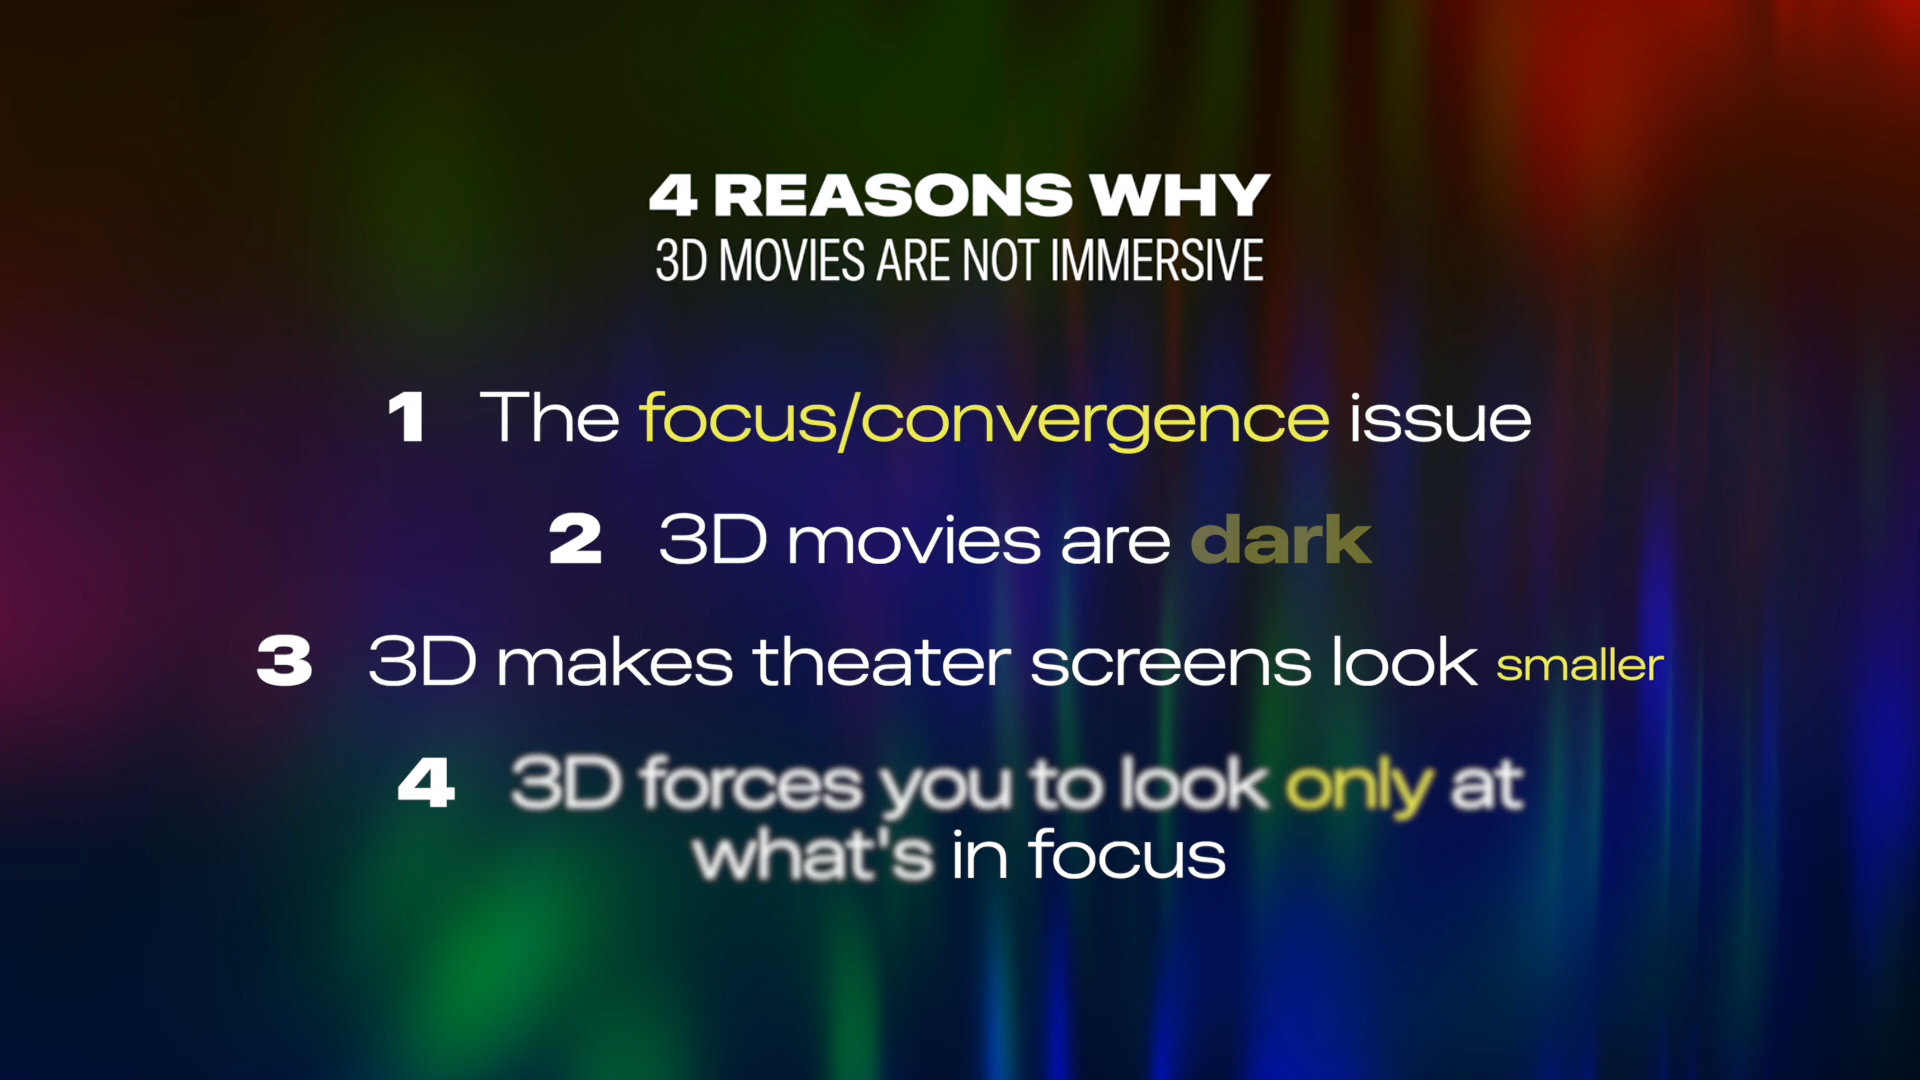 4 REASONS WHY
3D MOVIES ARE NOT IMMERSIVE
1 The focus/convergence issue
2 3D movies are dark
3 3D makes theater screens look smaller
4 3D forces you to look only at
what's in focus